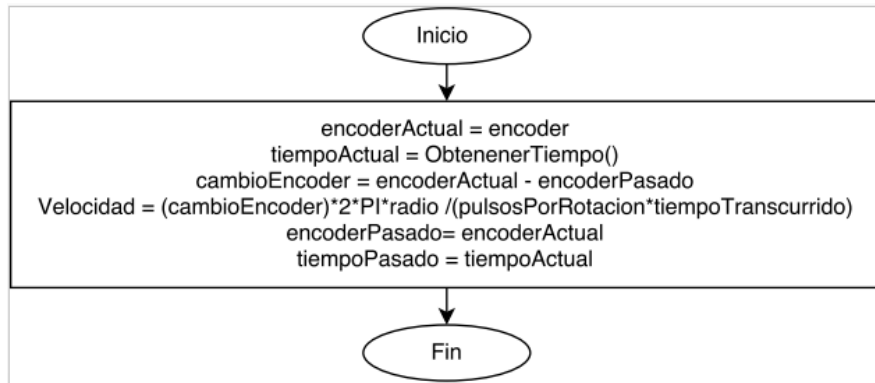 Inicio
encoderActual = encoder
tiempoActual = ObtenenerTiempo()
cambioEncoder = encoderActual - encoderPasado
Velocidad = (cambioEncoder)*2*PI*radio /(pulsosPorRotacion*tiempoTranscurrido)
encoderPasado= encoderActual
tiempoPasado = tiempoActual
Fin